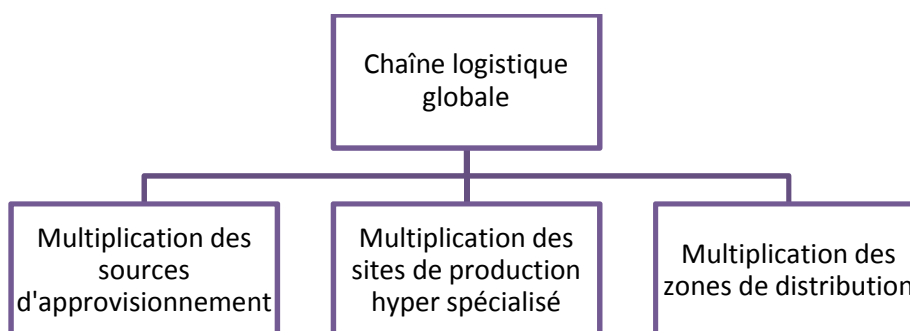 Chaîne logistique
globale
Multiplication des
sources
d'approvisionnement
Multiplication des
sites de production
hyper spécialisé
Multiplication des
zones de distribution